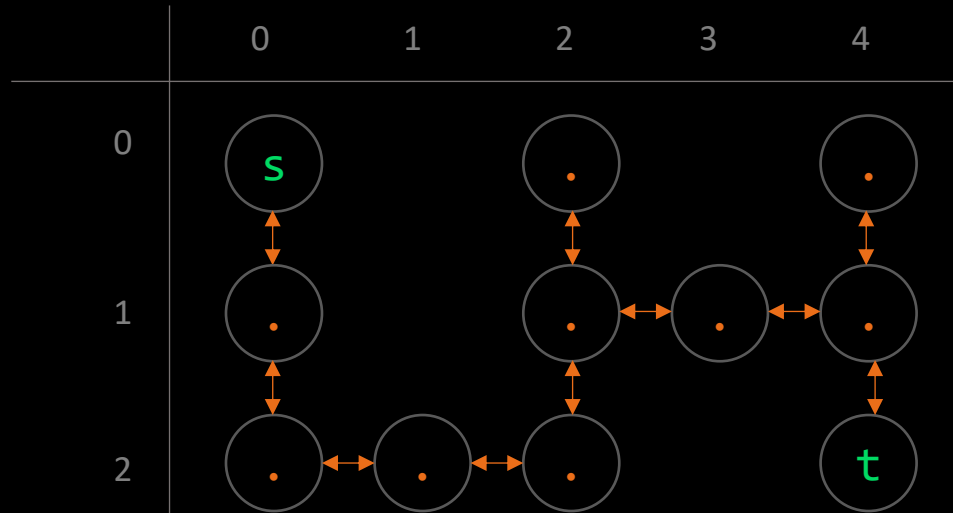 0 1 2 3 4
0 s . .
1 . . . .
2 . . . t